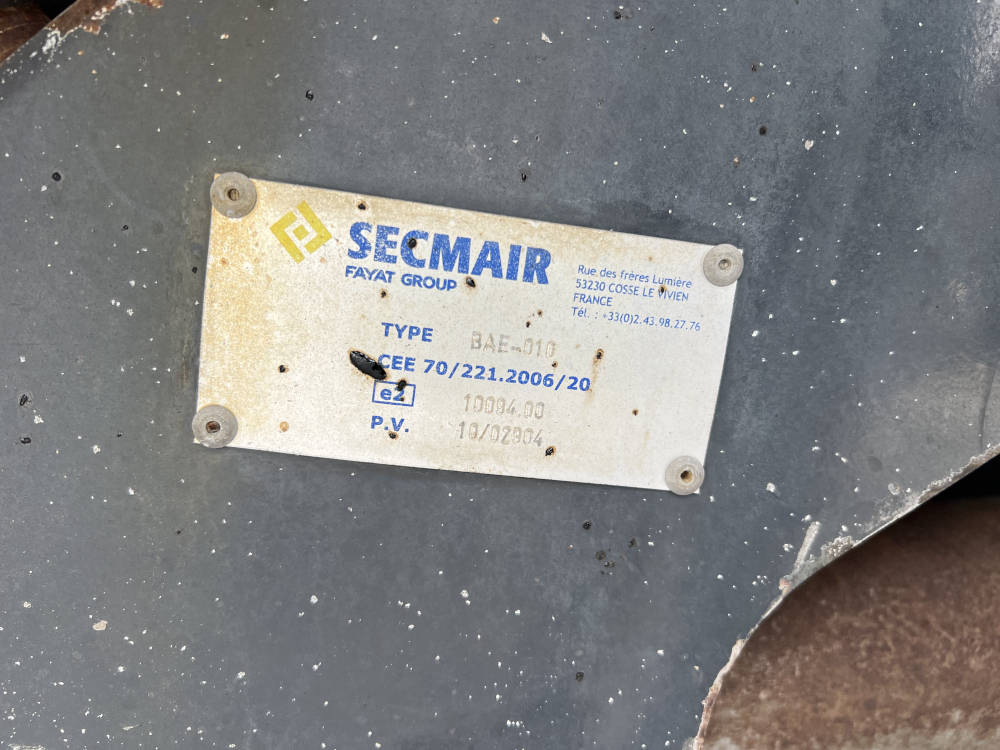 SECMAIR
FAYAT GROUP
Rue des frères Lumière
53230 COSSE LE VIVIEN
FRANCE
Tél. : +33(0)2.43.98.27.76
TYPE BAE-010
CEE 70/221.2006/20
e2 10084.00
P.V. 10/02804